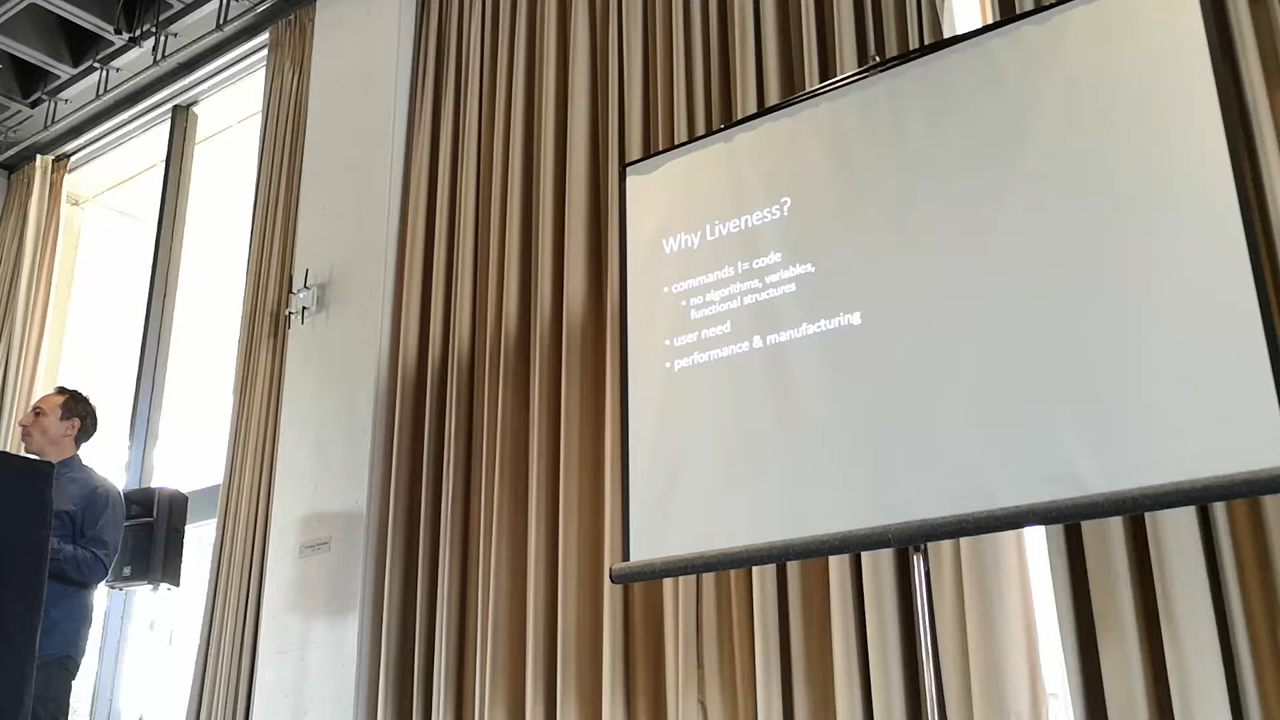 Why Liveness?
• commands != code
• no algorithms, variables,
functional structures
• user need
• performance & manufacturing